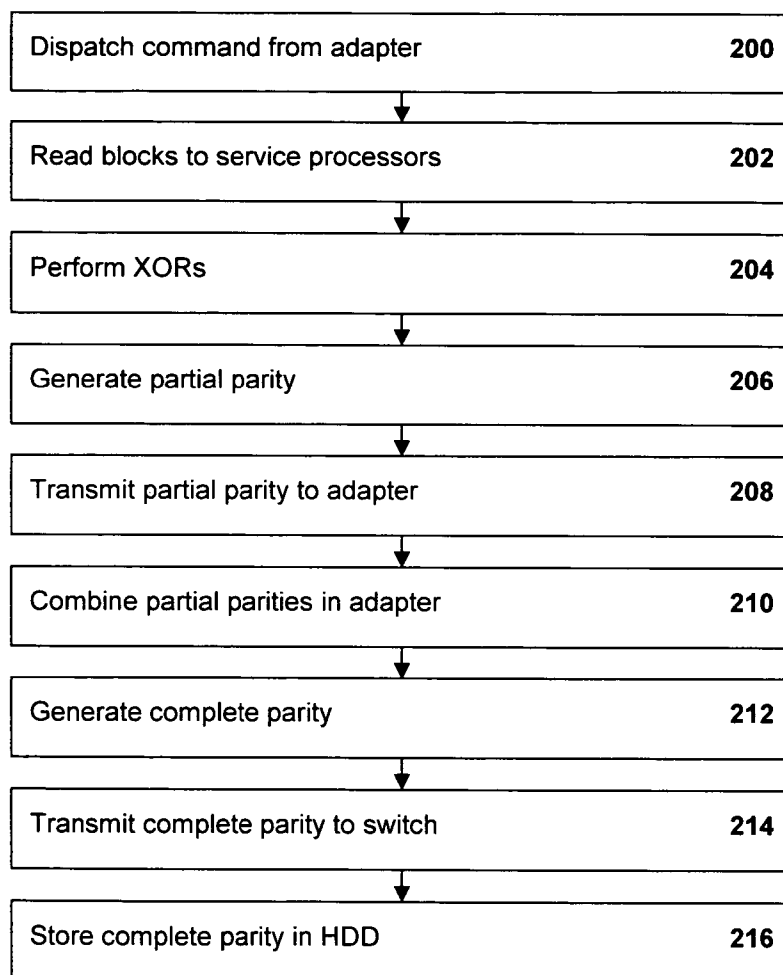 Dispatch command from adapter 200
Read blocks to service processors 202
Perform XORs 204
Generate partial parity 206
Transmit partial parity to adapter 208
Combine partial parities in adapter 210
Generate complete parity 212
Transmit complete parity to switch 214
Store complete parity in HDD 216